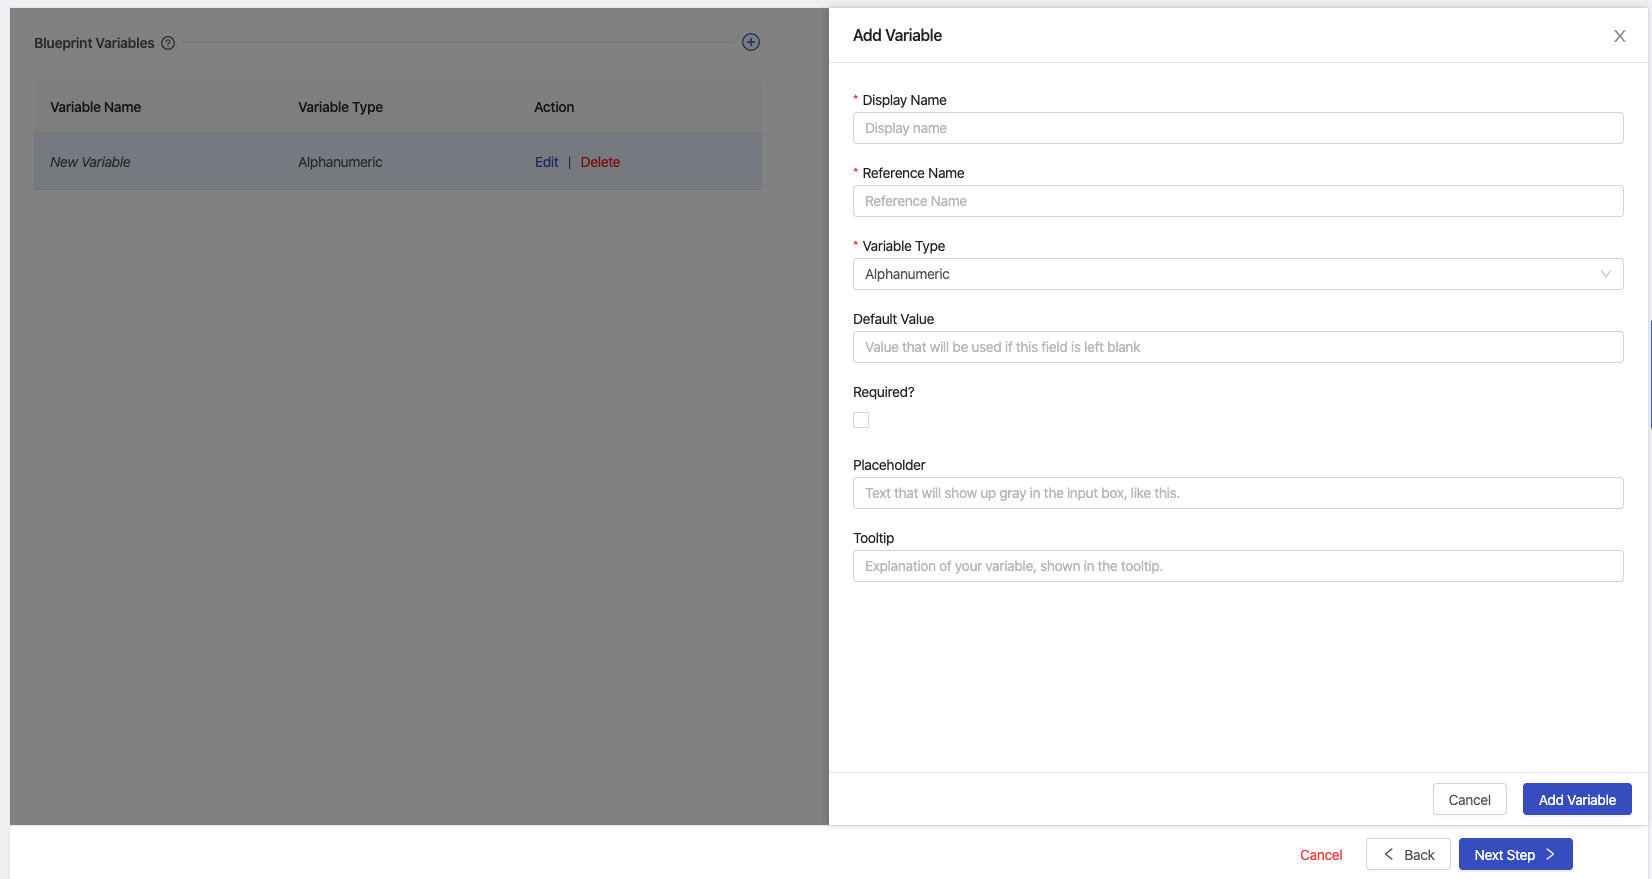 Blueprint Variables
Variable Name Variable Type Action
New Variable Alphanumeric Edit | Delete
Add Variable
* Display Name
Display name
* Reference Name
Reference Name
* Variable Type
Alphanumeric
Default Value
Value that will be used if this field is left blank
Required?
Placeholder
Text that will show up gray in the input box, like this.
Tooltip
Explanation of your variable, shown in the tooltip.
Cancel Add Variable
Cancel Back Next Step